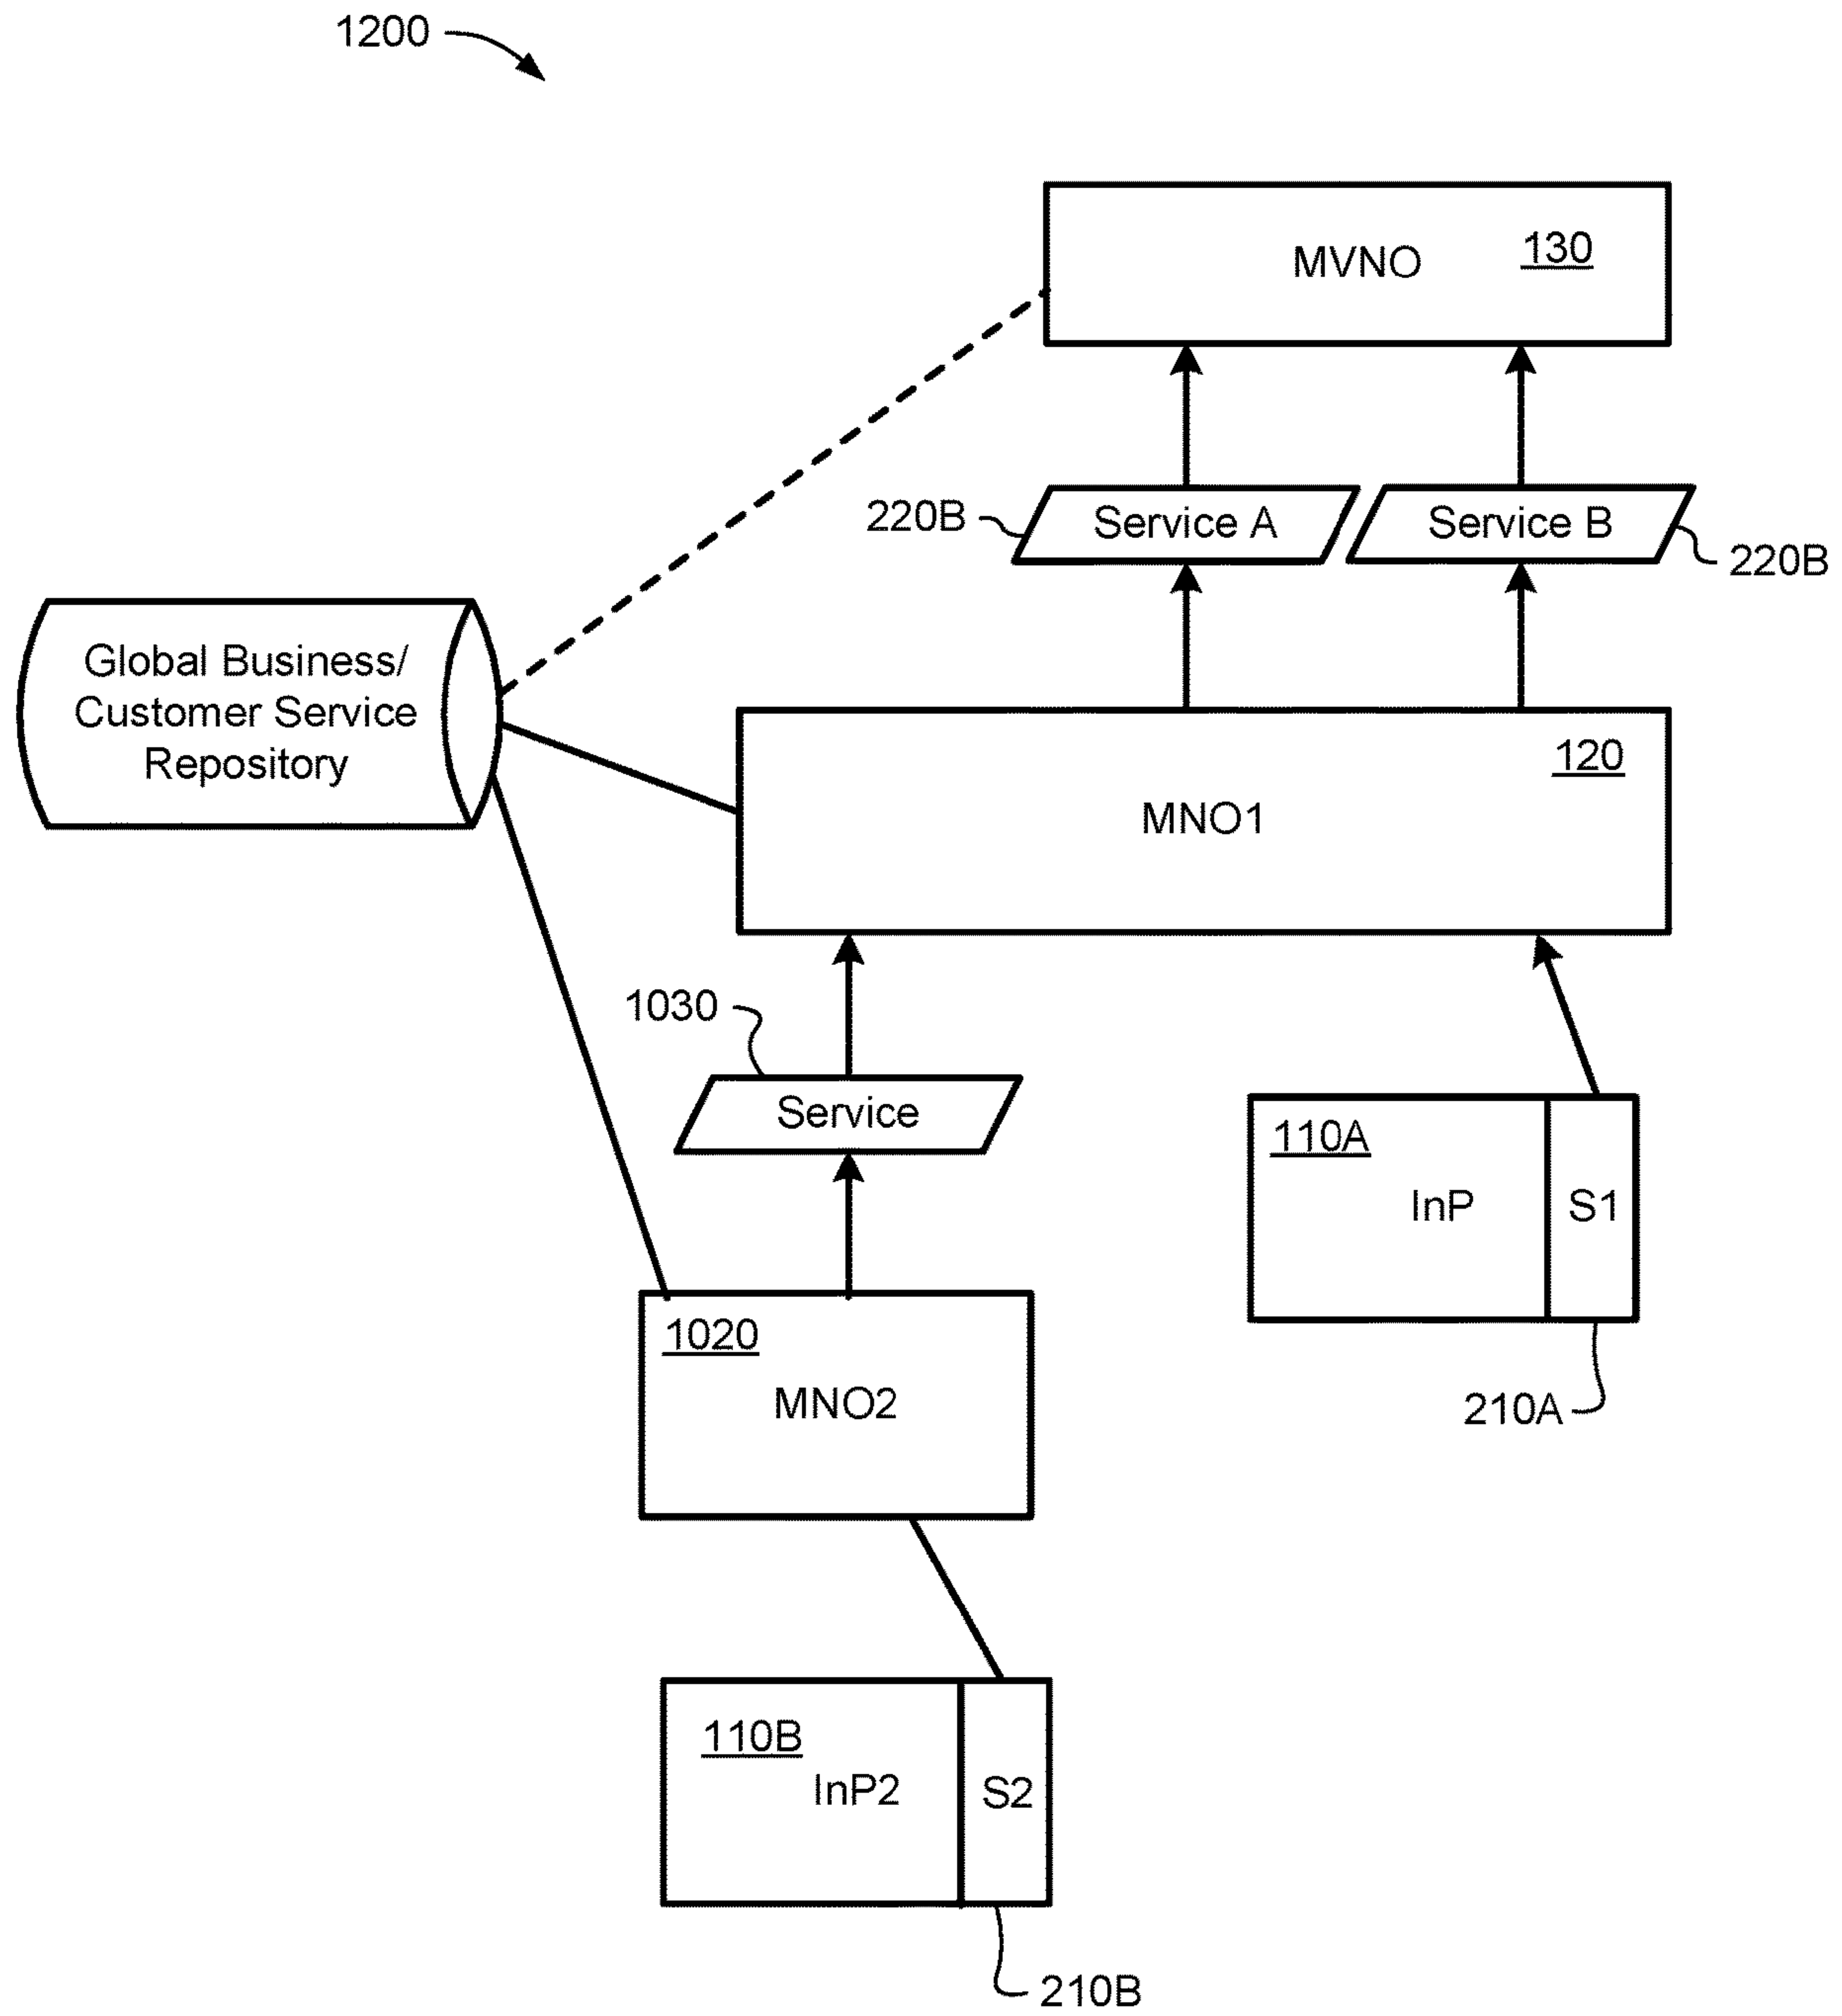 1200
MVNO 130
220B
Service A
Service B
220B
Global Business/
Customer Service
Repository
120
MNO1
1030
Service
110A
InP
S1
1020
MNO2
210A
110B
InP2
S2
210B